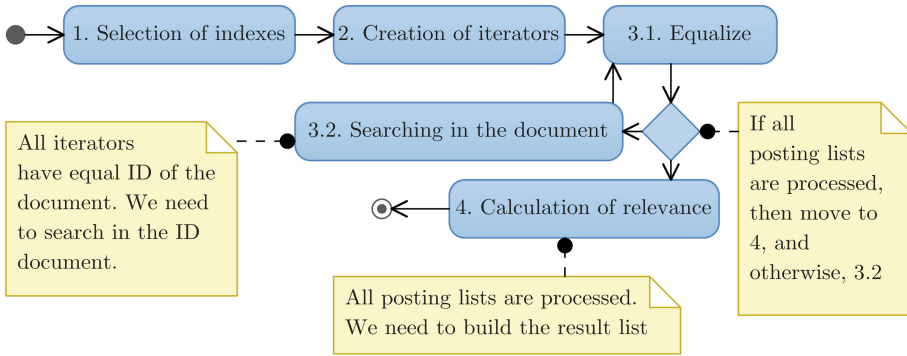 1. Selection of indexes
2. Creation of iterators
3.1. Equalize
3.2. Searching in the document
4. Calculation of relevance
All iterators
have equal ID of the
document. We need
to search in the ID
document.
If all
posting lists
are processed,
then move to
4, and
otherwise, 3.2
All posting lists are processed.
We need to build the result list